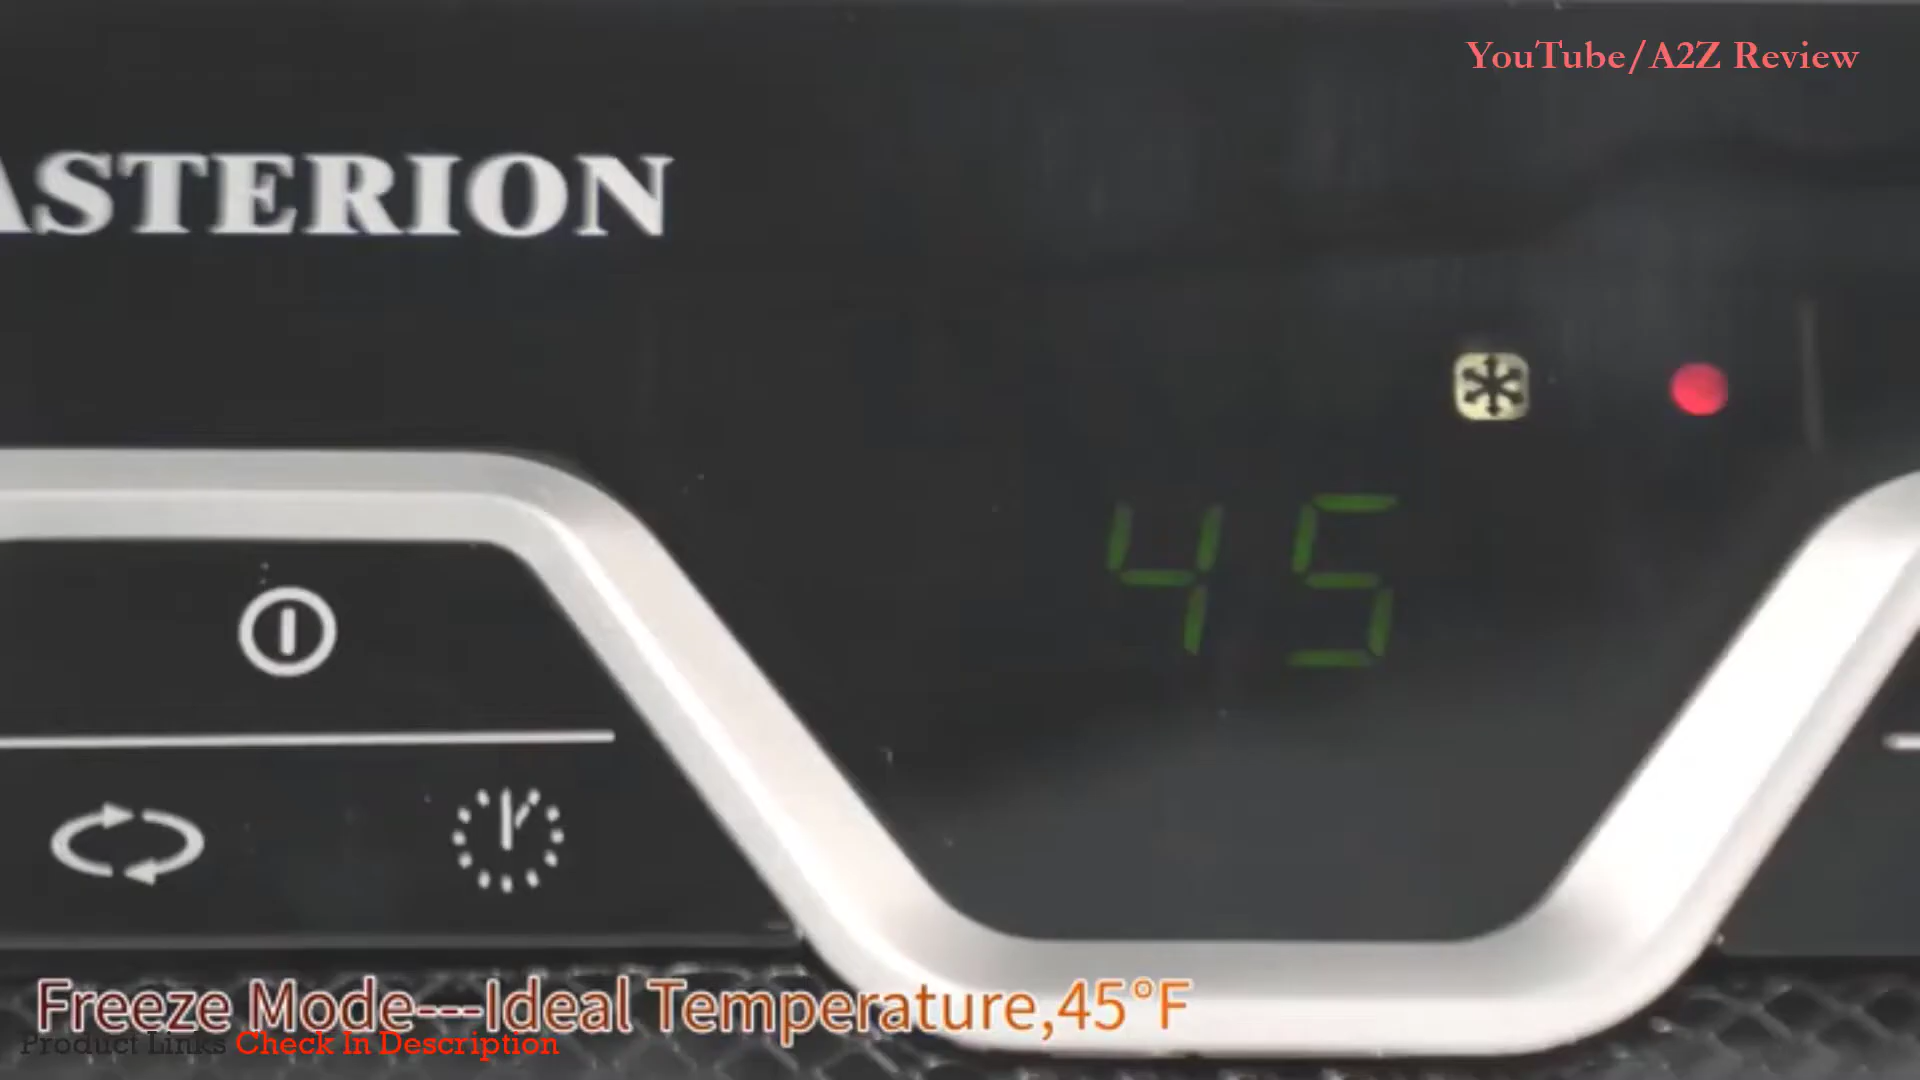 YouTube/A2Z Review
ASTERION
45
Freeze Mode---Ideal Temperature,45°F
Product Links Check In Description